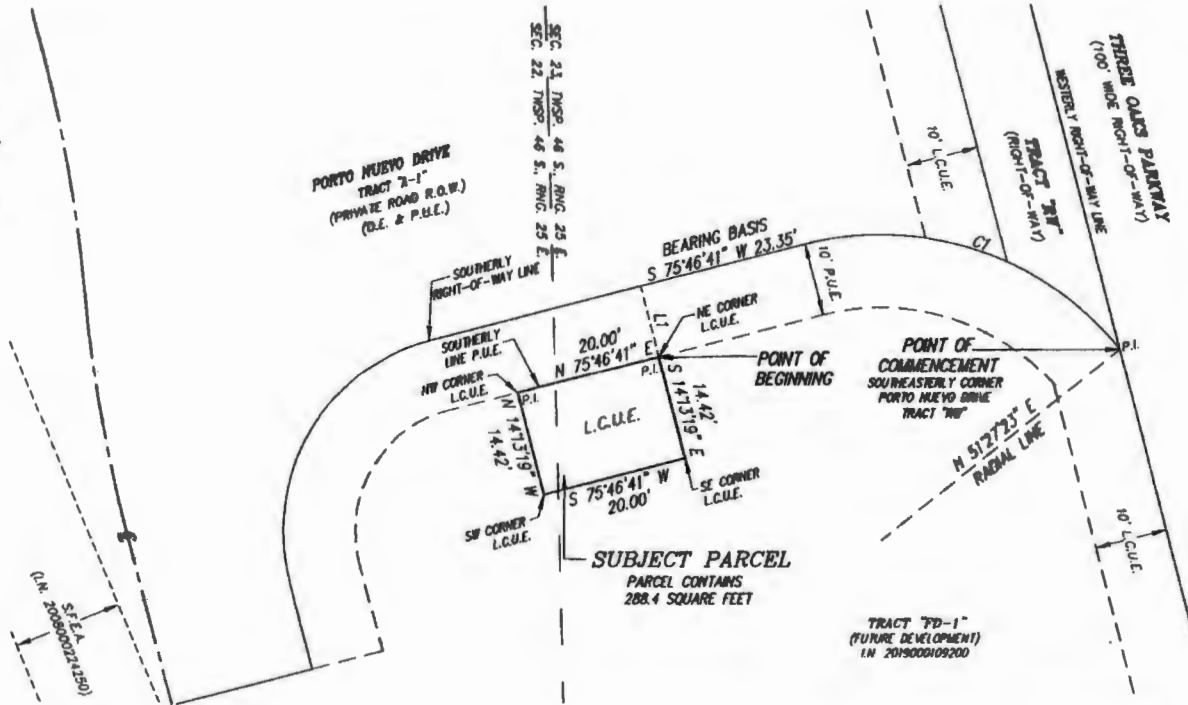 SEC. 23, TWSP. 46 S., RNG. 25 E.
SEC. 22, TWSP. 46 S., RNG. 25 E.
THREE OAKS PARKWAY
(100' WIDE RIGHT-OF-WAY)
WESTERLY RIGHT-OF-WAY LINE
TRACT "RW"
(RIGHT-OF-WAY)
10' L.C.U.E.
PORTO NUEVO DRIVE
(PRIVATE ROAD R.O.W.)
(D.E. & P.U.E.)
BEARING BASIS
S 75°46'41" W 23.35'
C1
10' P.U.E.
SOUTHERLY
RIGHT-OF-WAY LINE
L1
NE CORNER
L.C.U.E.
SOUTHERLY
LINE P.U.E.
20.00'
N 75°46'41" E
P.I.
POINT OF
BEGINNING
POINT OF
COMMENCEMENT
SOUTHEASTERLY CORNER
PORTO NUEVO DRIVE
TRACT "RW"
P.I.
NW CORNER
L.C.U.E.
P.I.
N 14°13'19" W
14.42'
L.C.U.E.
14.42'
S 14°13'19" E
N 51°27'23" E
RADIAL LINE
S 75°46'41" W
20.00'
SE CORNER
L.C.U.E.
SW CORNER
L.C.U.E.
10' L.C.U.E.
SUBJECT PARCEL
PARCEL CONTAINS
288.4 SQUARE FEET
S.F.E.A.
(I.N. 2008000224250)
TRACT "FD-1"
(FUTURE DEVELOPMENT)
I.N. 2019000109200